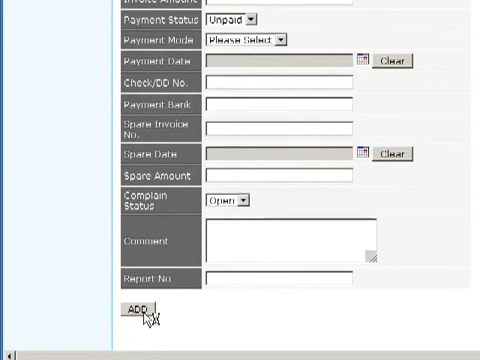 Invoice Amount
Payment Status Unpaid
Payment Mode Please Select
Payment Date Clear
Check/DD No.
Payment Bank
Spare Invoice
No.
Spare Date Clear
Spare Amount
Complain
Status Open
Comment
Report No
ADD